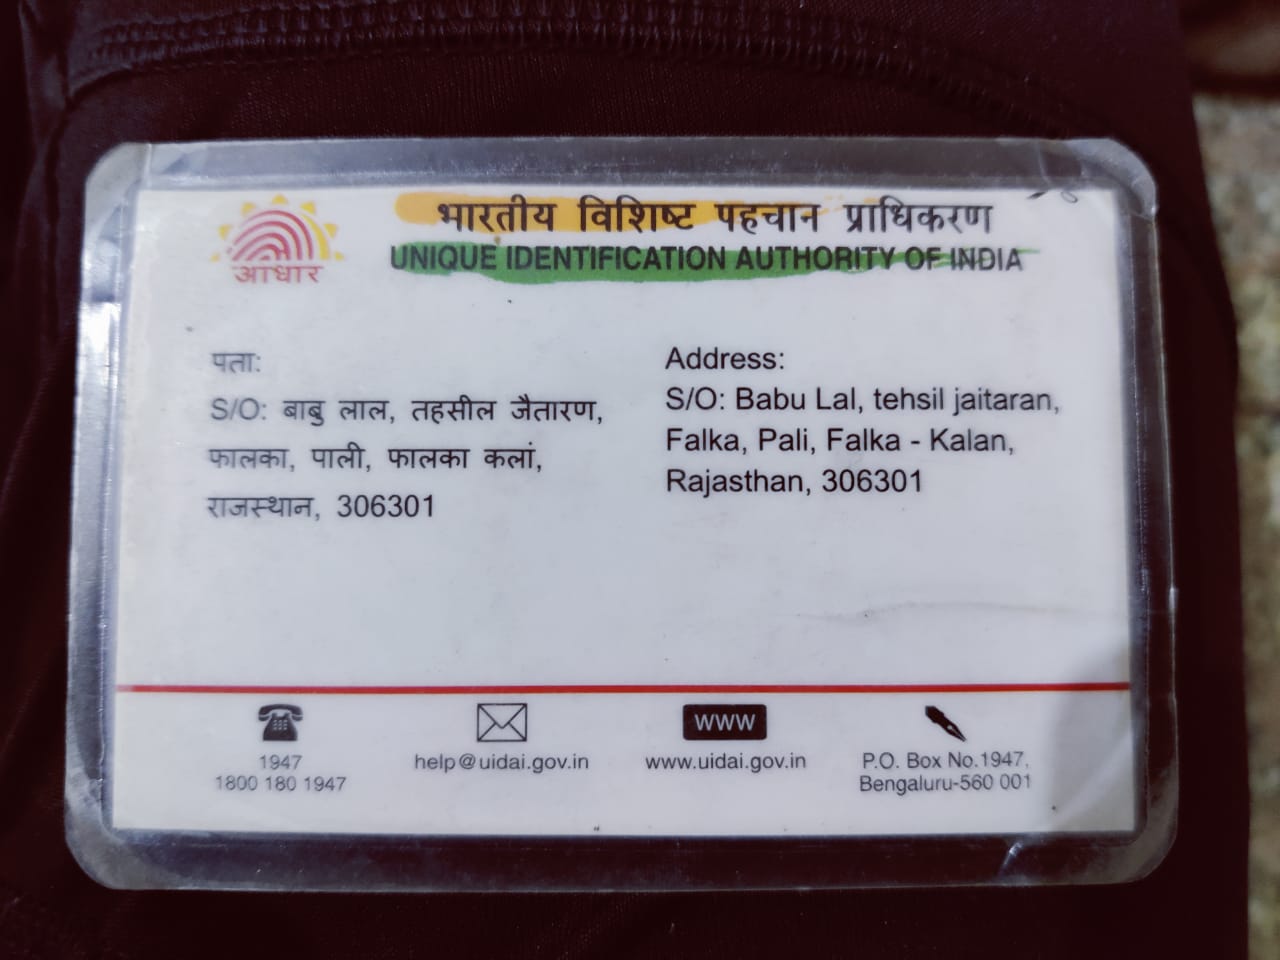 आधार
भारतीय विशिष्ट पहचान प्राधिकरण
UNIQUE IDENTIFICATION AUTHORITY OF INDIA
पता:
S/O: बाबु लाल, तहसील जैतारण,
फालका, पाली, फालका कलां,
राजस्थान, 306301
Address:
S/O: Babu Lal, tehsil jaitaran,
Falka, Pali, Falka - Kalan,
Rajasthan, 306301
1947
1800 180 1947
help@uidai.gov.in
www
www.uidai.gov.in
P.O. Box No.1947,
Bengaluru-560 001